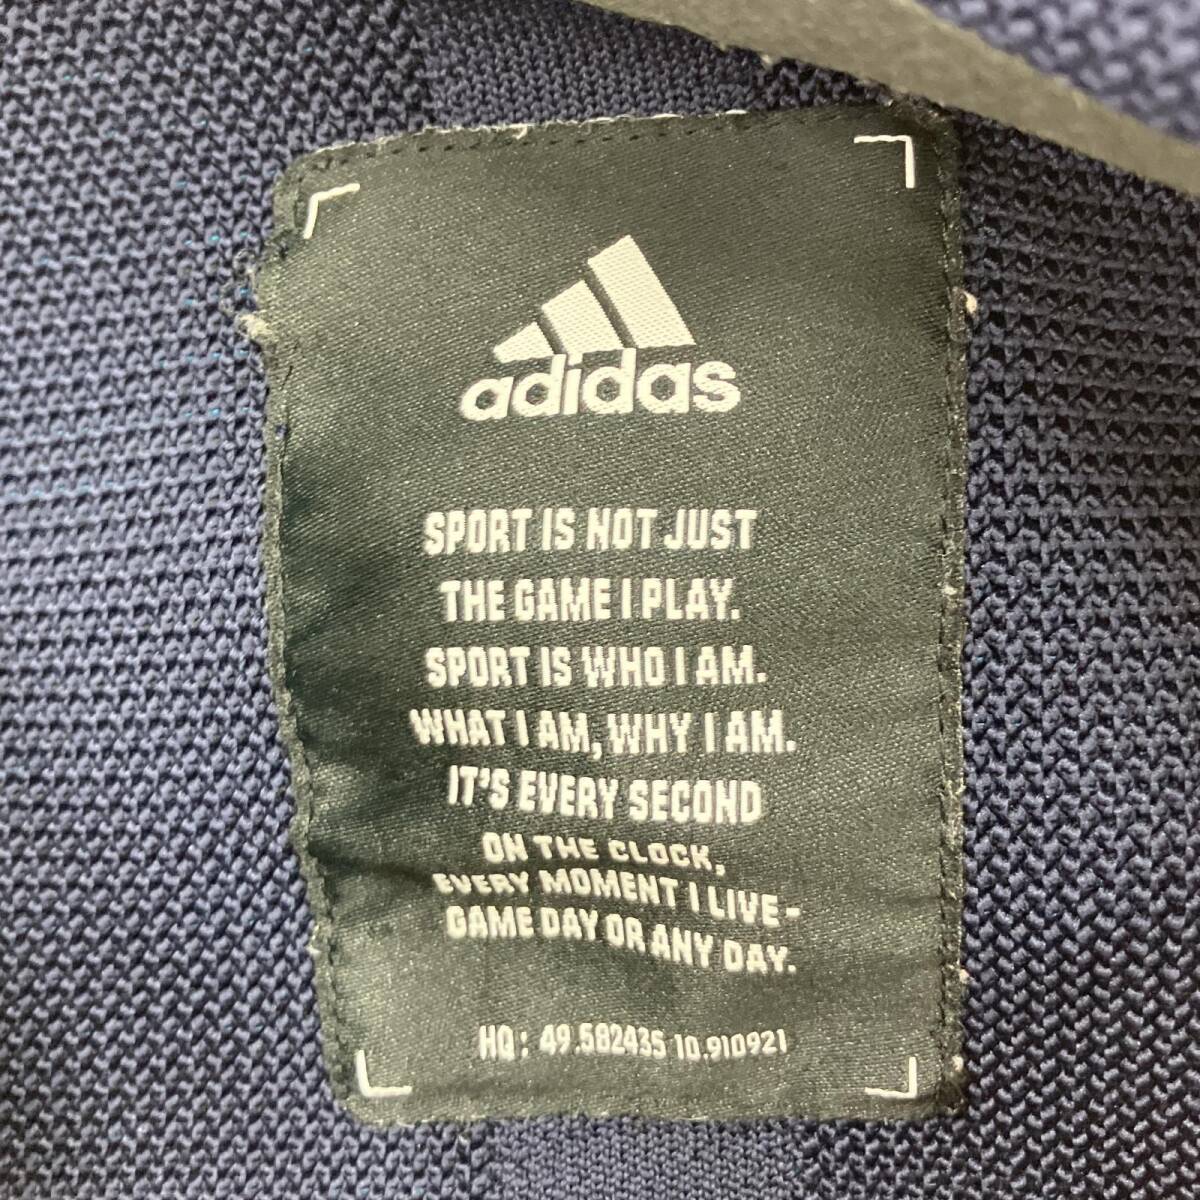 adidas
SPORT IS NOT JUST
THE GAME I PLAY.
SPORT IS WHO I AM.
WHAT I AM, WHY I AM.
IT'S EVERY SECOND
ON THE CLOCK,
EVERY MOMENT I LIVE-
GAME DAY OR ANY DAY.
HQ: 49.582435 10.910921